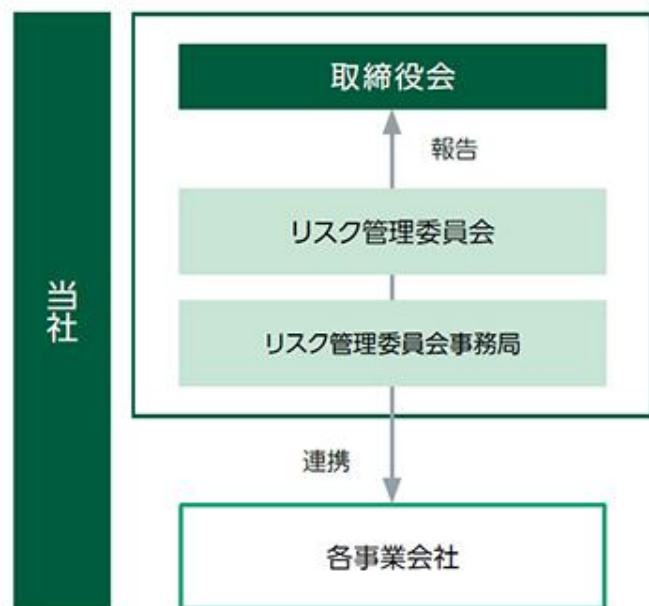 当社
取締役会
報告
リスク管理委員会
リスク管理委員会事務局
連携
各事業会社